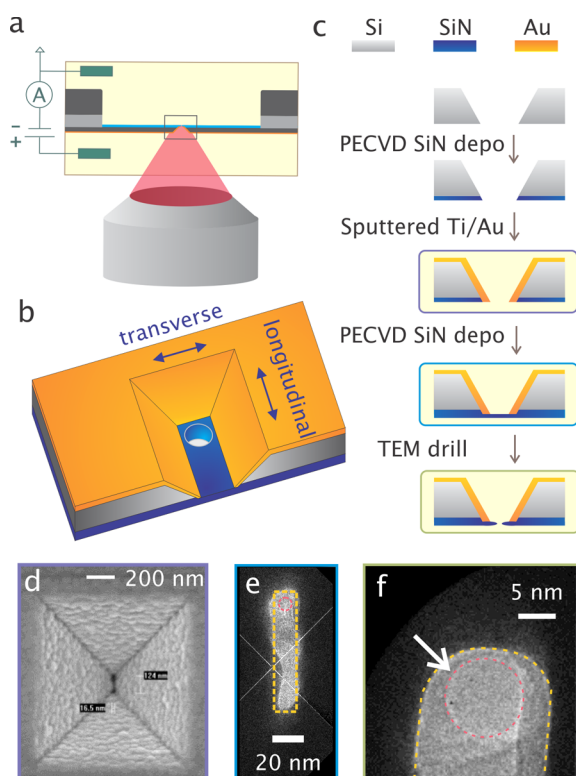 a
A
-
+
b
transverse
longitudinal
c
Si SiN Au
PECVD SiN depo
Sputtered Ti/Au
PECVD SiN depo
TEM drill
d
200 nm
124 nm
16.5 nm
e
20 nm
f
5 nm